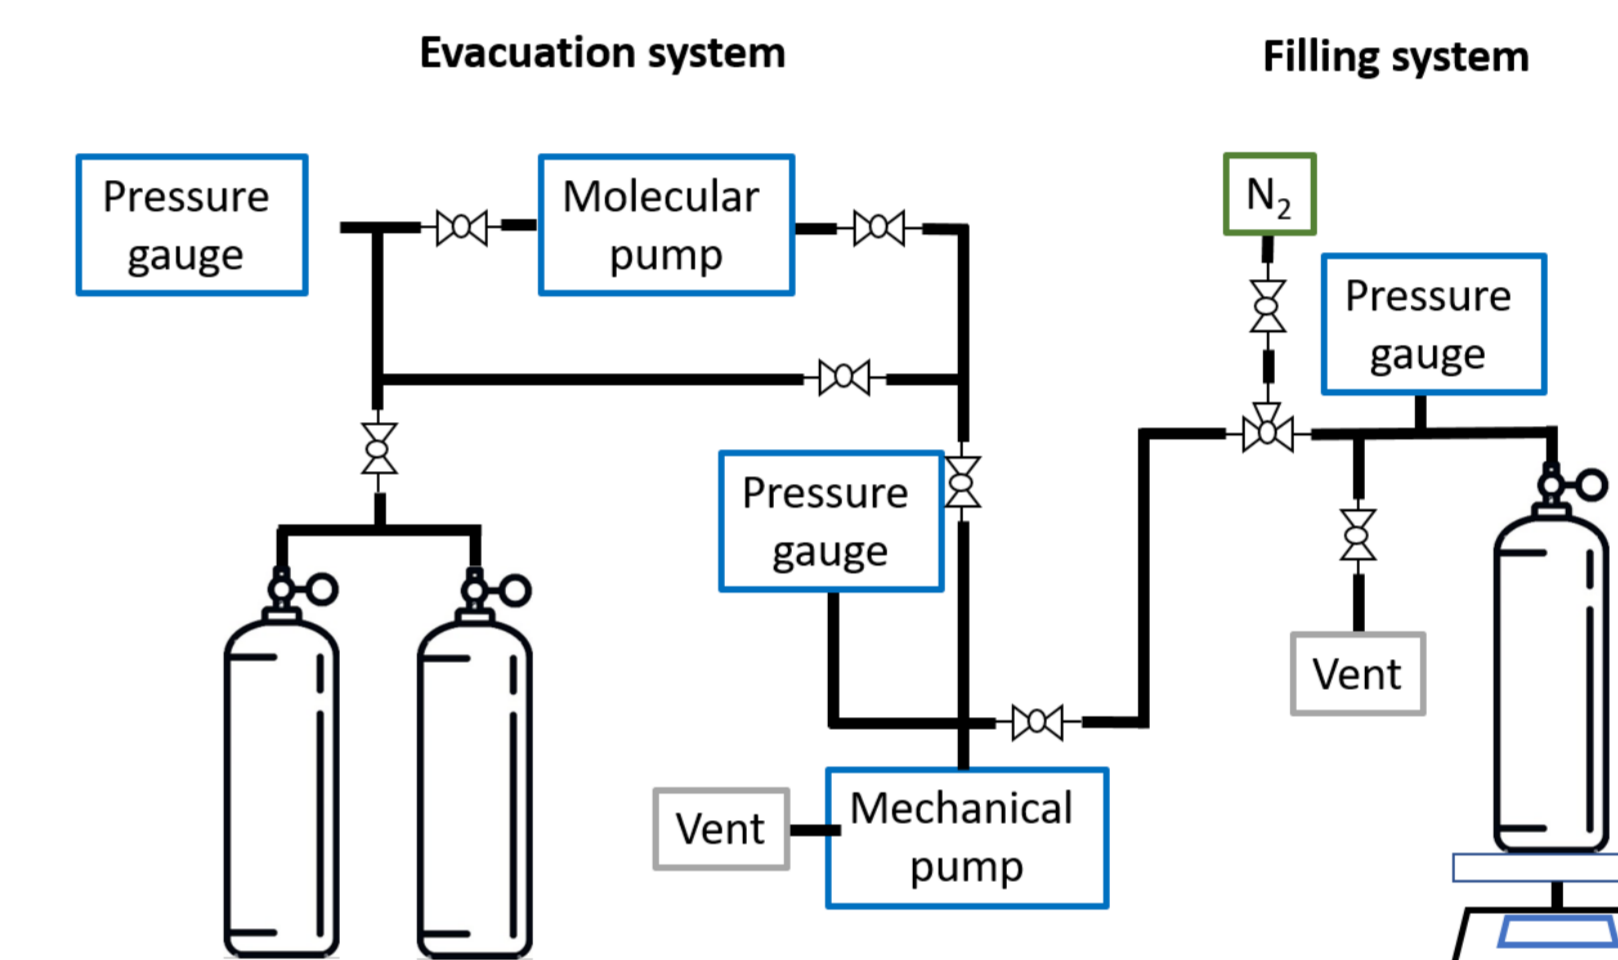 Evacuation system
Filling system
Pressure
gauge
Molecular
pump
N₂
Pressure
gauge
Pressure
gauge
Vent
Vent
Mechanical
pump